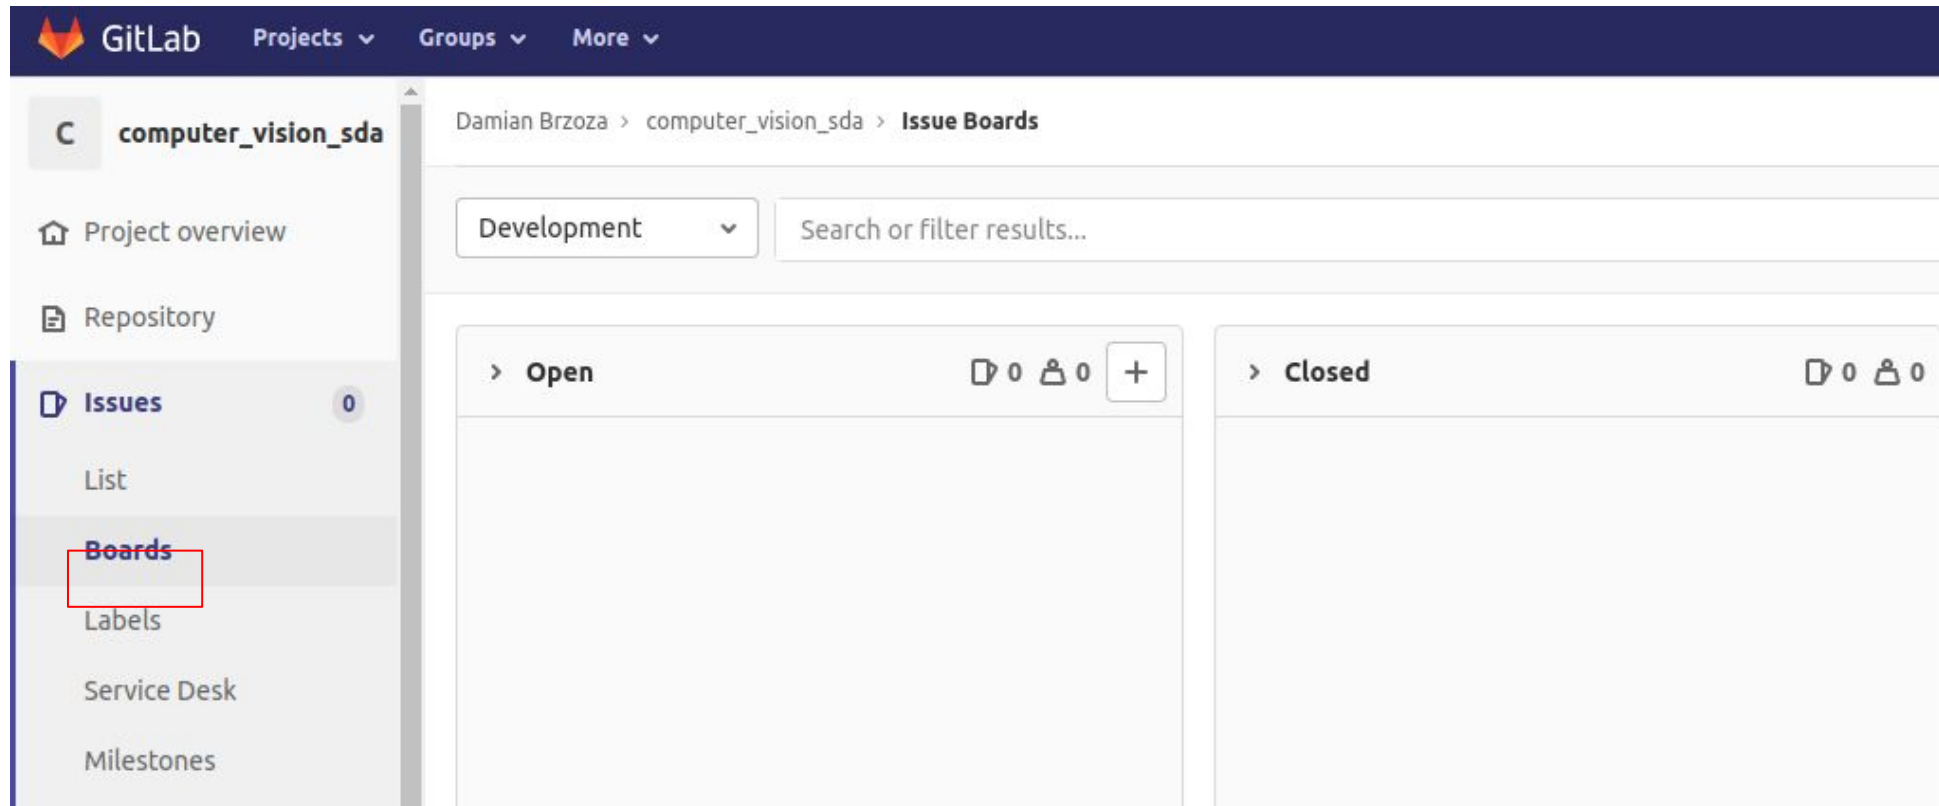 GitLab Projects Groups More
C computer_vision_sda
Damian Brzoza > computer_vision_sda > Issue Boards
Project overview
Development Search or filter results...
Repository
Open 0 0 +
Closed 0 0
Issues 0
List
Boards
Labels
Service Desk
Milestones